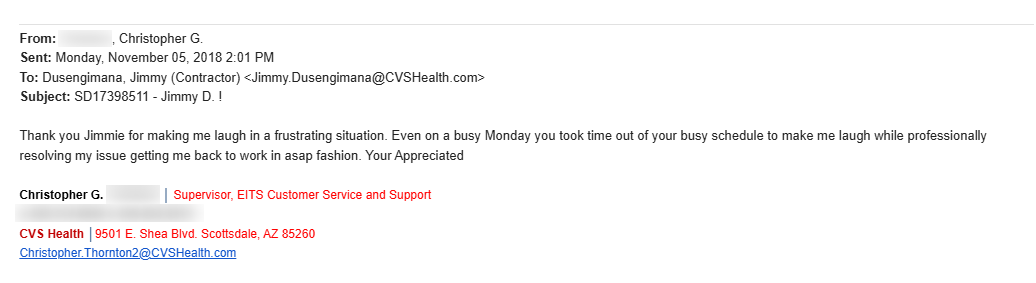 From: , Christopher G.
Sent: Monday, November 05, 2018 2:01 PM
To: Dusengimana, Jimmy (Contractor) <Jimmy.Dusengimana@CVSHealth.com>
Subject: SD17398511 - Jimmy D. !
Thank you Jimmie for making me laugh in a frustrating situation. Even on a busy Monday you took time out of your busy schedule to make me laugh while professionally
resolving my issue getting me back to work in asap fashion. Your Appreciated
Christopher G. | Supervisor, EITS Customer Service and Support
CVS Health | 9501 E. Shea Blvd. Scottsdale, AZ 85260
Christopher.Thornton2@CVSHealth.com